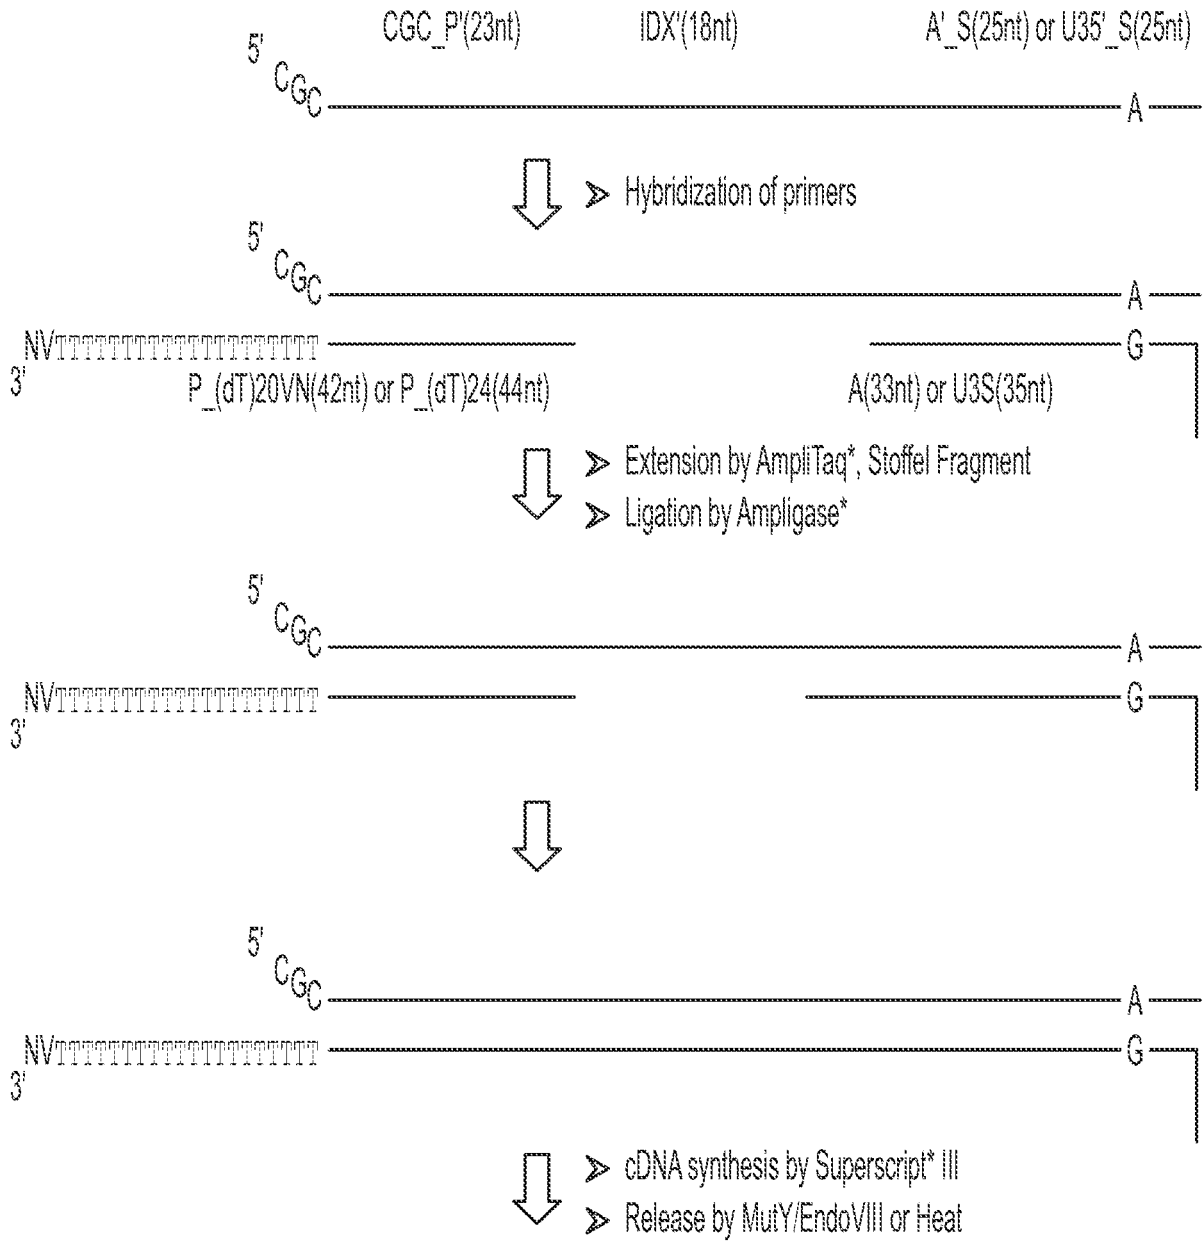 CGC_P'(23nt) IDX'(18nt) A'_S(25nt) or U35'_S(25nt)
5'
CGC A
Hybridization of primers
5'
CGC A
NVTTTTTTTTTTTTTTTTTTTT G
3'
P_(dT)20VN(42nt) or P_(dT)24(44nt) A(33nt) or U3S(35nt)
Extension by AmpliTaq*, Stoffel Fragment
Ligation by Ampligase*
5'
CGC A
NVTTTTTTTTTTTTTTTTTTTT G
3'
5'
CGC A
NVTTTTTTTTTTTTTTTTTTTT G
3'
cDNA synthesis by Superscript* III
Release by MutY/EndoVIII or Heat